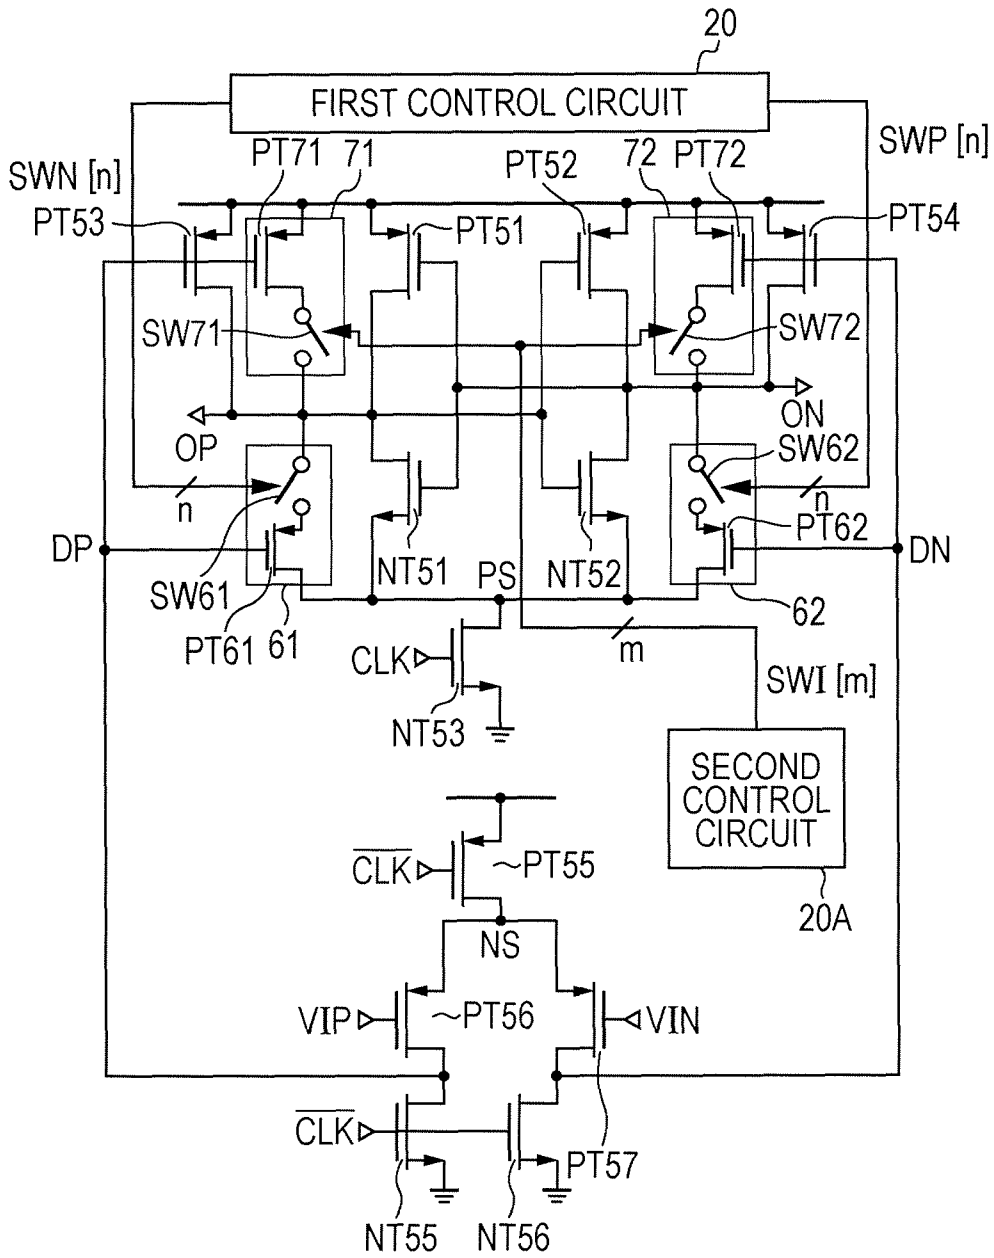 20
FIRST CONTROL CIRCUIT
SWN [n]
PT71
71
PT52
72
PT72
SWP [n]
PT53
PT51
PT54
SW71
SW72
OP
ON
SW62
n
n
PT62
DP
DN
SW61
NT51
PS
NT52
PT61
61
62
CLK
m
SWI [m]
NT53
SECOND
CONTROL
CIRCUIT
CLK
PT55
20A
NS
VIP
PT56
VIN
CLK
PT57
NT55
NT56